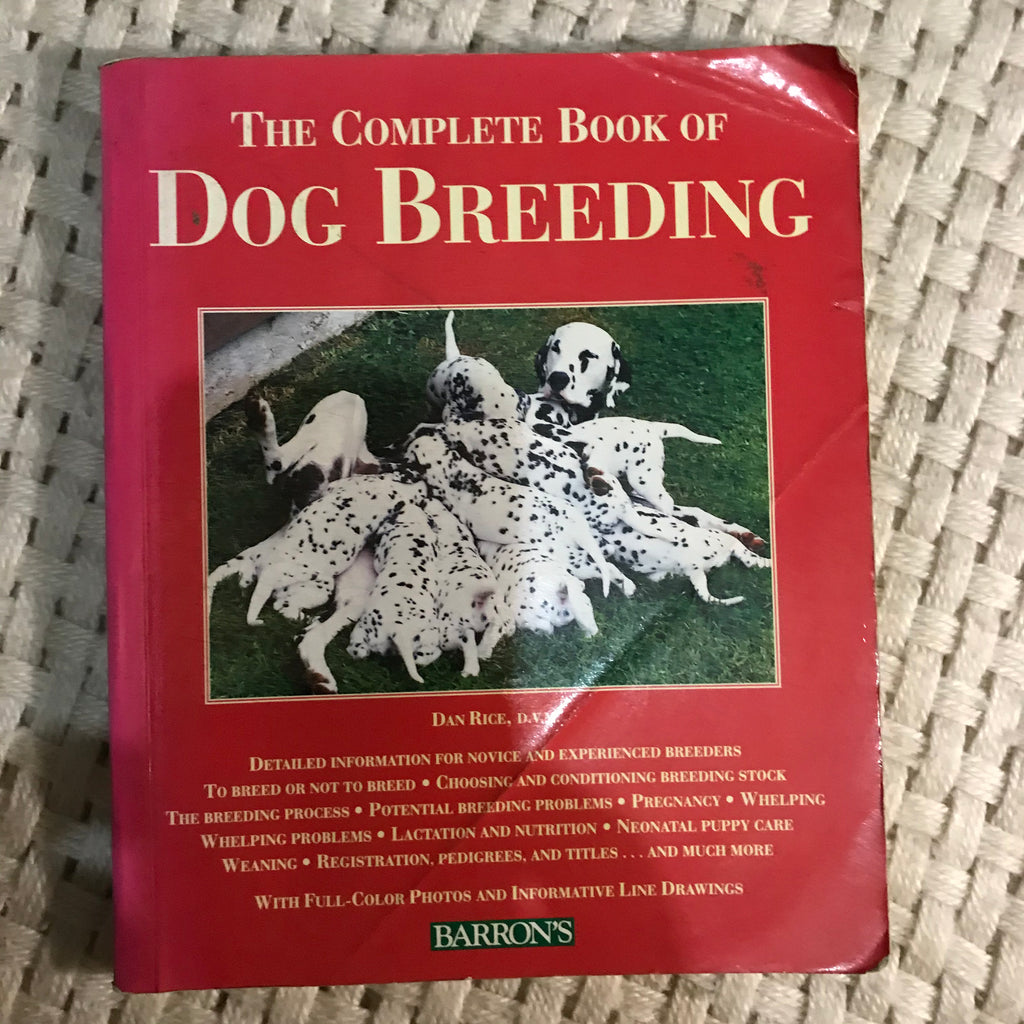 THE COMPLETE BOOK OF
DOG BREEDING
DAN RICE, D.V.M.
DETAILED INFORMATION FOR NOVICE AND EXPERIENCED BREEDERS
TO BREED OR NOT TO BREED • CHOOSING AND CONDITIONING BREEDING STOCK
THE BREEDING PROCESS • POTENTIAL BREEDING PROBLEMS • PREGNANCY • WHELPING
WHELPING PROBLEMS • LACTATION AND NUTRITION • NEONATAL PUPPY CARE
WEANING • REGISTRATION, PEDIGREES, AND TITLES . . . AND MUCH MORE
WITH FULL-COLOR PHOTOS AND INFORMATIVE LINE DRAWINGS
BARRON'S